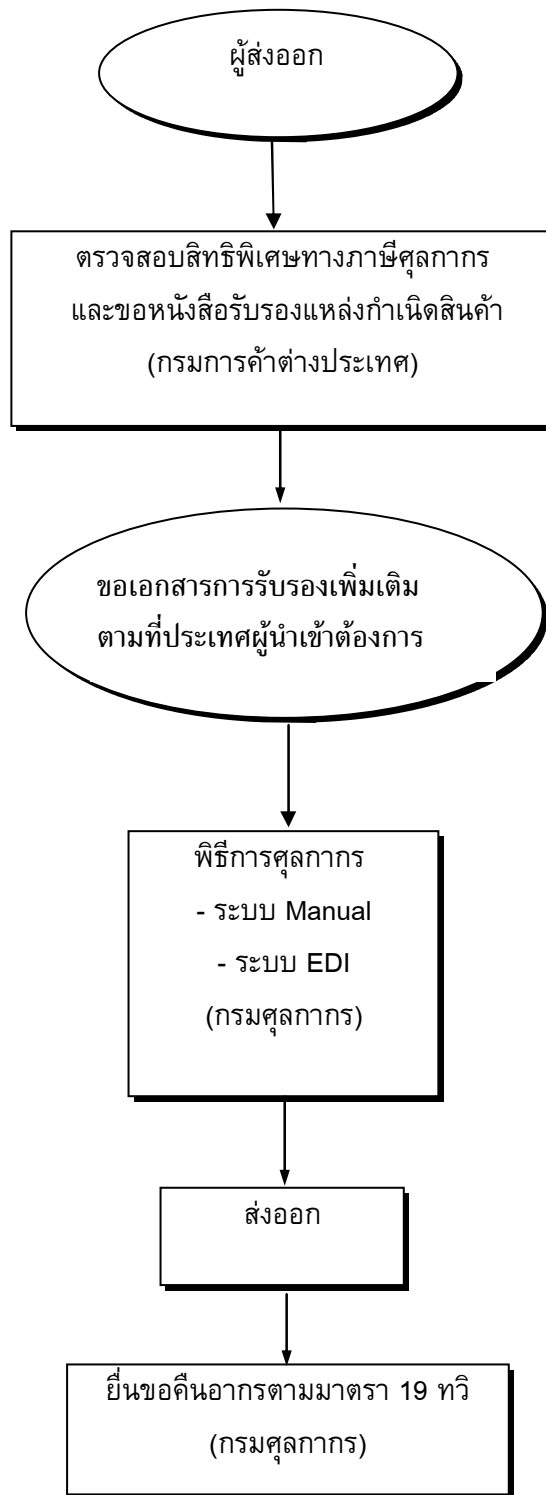 ผู้ส่งออก
ตรวจสอบสิทธิพิเศษทางภาษีศุลกากร
และขอหนังสือรับรองแหล่งกำเนิดสินค้า
(กรมการค้าต่างประเทศ)
ขอเอกสารการรับรองเพิ่มเติม
ตามที่ประเทศผู้นำเข้าต้องการ
พิธีการศุลกากร
- ระบบ Manual
- ระบบ EDI
(กรมศุลกากร)
ส่งออก
ยื่นขอคืนอากรตามมาตรา 19 ทวิ
(กรมศุลกากร)